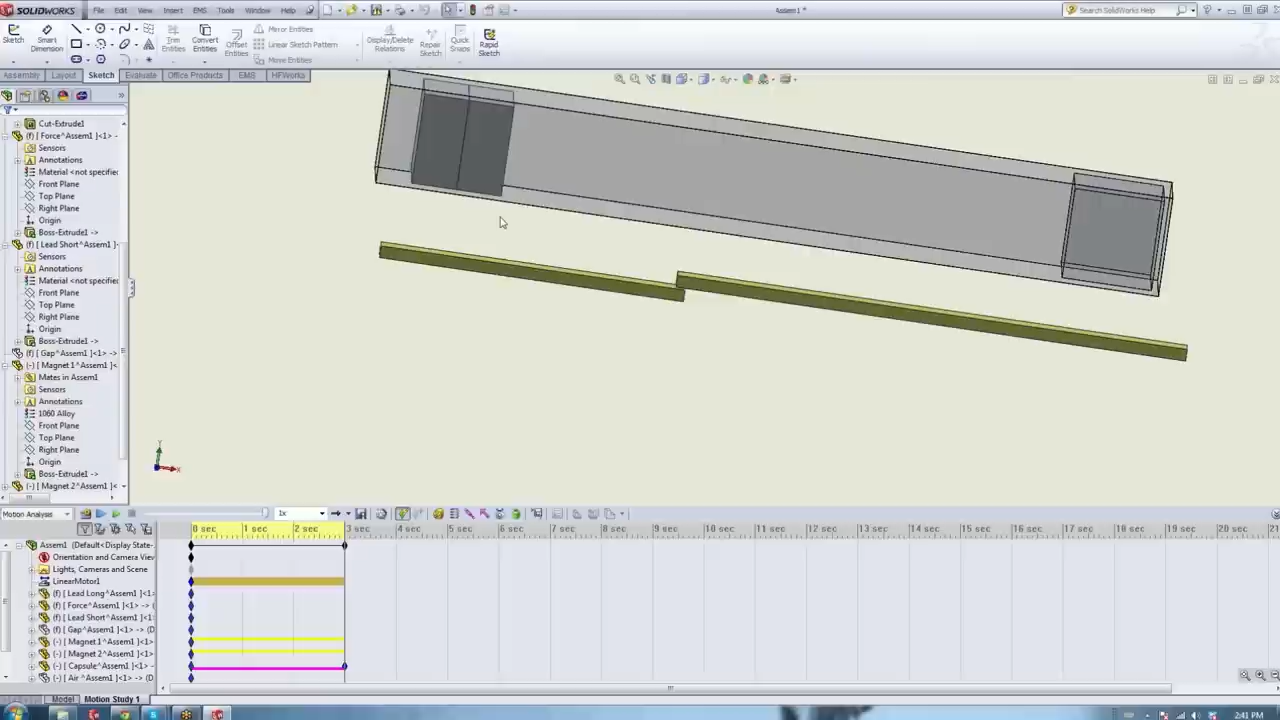 SOLIDWORKS File Edit View Insert EMS Tools Window Help Assem1 * SolidWorks Help
Sketch Smart Dimension Trim Entities Convert Entities Offset Entities Mirror Entities Linear Sketch Pattern Move Entities Display/Delete Relations Repair Sketch Quick Snaps Rapid Sketch
Assembly Layout Sketch Evaluate Office Products EMS HFWorks
Cut-Extrude1
(f) [ Force^Assem1 ]<1> ->
Sensors
Annotations
Material <not specifie
Front Plane
Top Plane
Right Plane
Origin
Boss-Extrude1 ->
(f) [ Lead Short^Assem1 ]
Sensors
Annotations
Material <not specifie
Front Plane
Top Plane
Right Plane
Origin
Boss-Extrude1 ->
(f) [ Gap^Assem1 ]<1> ->
(-) [ Magnet 1^Assem1 ]<
Mates in Assem1
Sensors
Annotations
1060 Alloy
Front Plane
Top Plane
Right Plane
Origin
Boss-Extrude1 ->
(-) [ Magnet 2^Assem1 ]<
Y
X
Motion Analysis 1x
0 sec 1 sec 2 sec 3 sec 4 sec 5 sec 6 sec 7 sec 8 sec 9 sec 10 sec 11 sec 12 sec 13 sec 14 sec 15 sec 16 sec 17 sec 18 sec 19 sec 20 sec 21
Assem1 (Default<Display State-
Orientation and Camera View
Lights, Cameras and Scene
LinearMotor1
(f) [ Lead Long^Assem1 ]<1>
(f) [ Force^Assem1 ]<1> -> (
(f) [ Lead Short^Assem1 ]<1>
(f) [ Gap^Assem1 ]<1> -> (D
(-) [ Magnet 1^Assem1 ]<1>
(-) [ Magnet 2^Assem1 ]<1>
(-) [ Capsule^Assem1 ]<1> -
(-) [ Air ^Assem1 ]<1> -> (D
Model Motion Study 1
2:41 PM